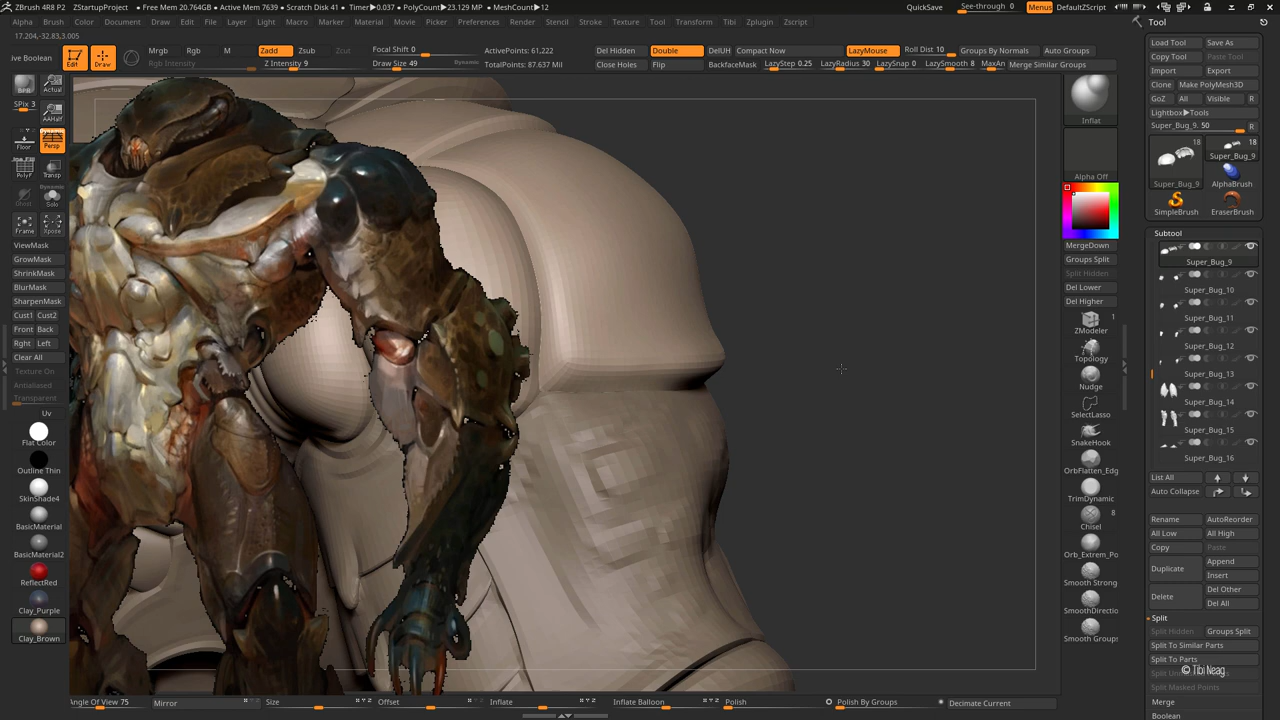 ZBrush 4R8 P2 ZStartupProject • Free Mem 20.764GB • Active Mem 7639 • Scratch Disk 41 • Timer▶0.037 • PolyCount▶23.129 MP • MeshCount▶12 QuickSave See-through 0 Menus DefaultZScript
Alpha Brush Color Document Draw Edit File Layer Light Macro Marker Material Movie Picker Preferences Render Stencil Stroke Texture Tool Transform Tibi Zplugin Zscript Tool
17.204,-32.83,3.005
ive Boolean Edit Draw Mrgb Rgb M Zadd Zsub Zcut Focal Shift 0 ActivePoints: 61,222 Del Hidden Double DelUH Compact Now LazyMouse Roll Dist 10 Groups By Normals Auto Groups
Rgb Intensity Z Intensity 9 Draw Size 49 Dynamic TotalPoints: 87.637 Mil Close Holes Flip BackfaceMask LazyStep 0.25 LazyRadius 30 LazySnap 0 LazySmooth 8 MaxAn Merge Similar Groups
BPR Actual
SPix 3 AAHalf
Floor Dynamic Persp
PolyF Transp
Ghost Dynamic Solo
Frame Xpose
ViewMask
GrowMask
ShrinkMask
BlurMask
SharpenMask
Cust1 Cust2
Front Back
Rght Left
Clear All
Texture On
Antialiased
Transparent
Uv
Flat Color
Outline Thin
SkinShade4
BasicMaterial
BasicMaterial2
ReflectRed
Clay_Purple
Clay_Brown
Inflat
Alpha Off
MergeDown
Groups Split
Split Hidden
Del Lower
Del Higher
1
ZModeler
Topology
Nudge
SelectLasso
SnakeHook
OrbFlatten_Edg
TrimDynamic
8
Chisel
Orb_Extrem_Po
Smooth Strong
SmoothDirectio
Smooth Groups
Load Tool Save As
Copy Tool Paste Tool
Import Export
Clone Make PolyMesh3D
GoZ All Visible R
Lightbox▶Tools
Super_Bug_9. 50 R
18 18
Super_Bug_9
Super_Bug_9 AlphaBrush
SimpleBrush EraserBrush
Subtool
Super_Bug_9
Super_Bug_10
Super_Bug_11
Super_Bug_12
Super_Bug_13
Super_Bug_14
Super_Bug_15
Super_Bug_16
List All
Auto Collapse
Rename AutoReorder
All Low All High
Copy Paste
Duplicate Append
Insert
Delete Del Other
Del All
Split
Split Hidden Groups Split
Split To Similar Parts
Split To Parts
© Tibi Neag
Split Masked Points
Merge
Boolean
Angle Of View 75 Mirror Size Offset Inflate Inflate Balloon Polish Polish By Groups Decimate Current